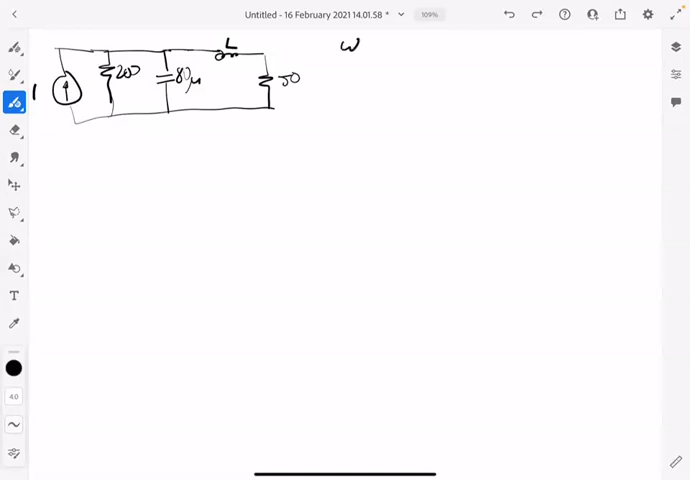 Untitled - 16 February 2021 14.01.58 *
109%
L
ω
200
80μ
50
1
T
4.0